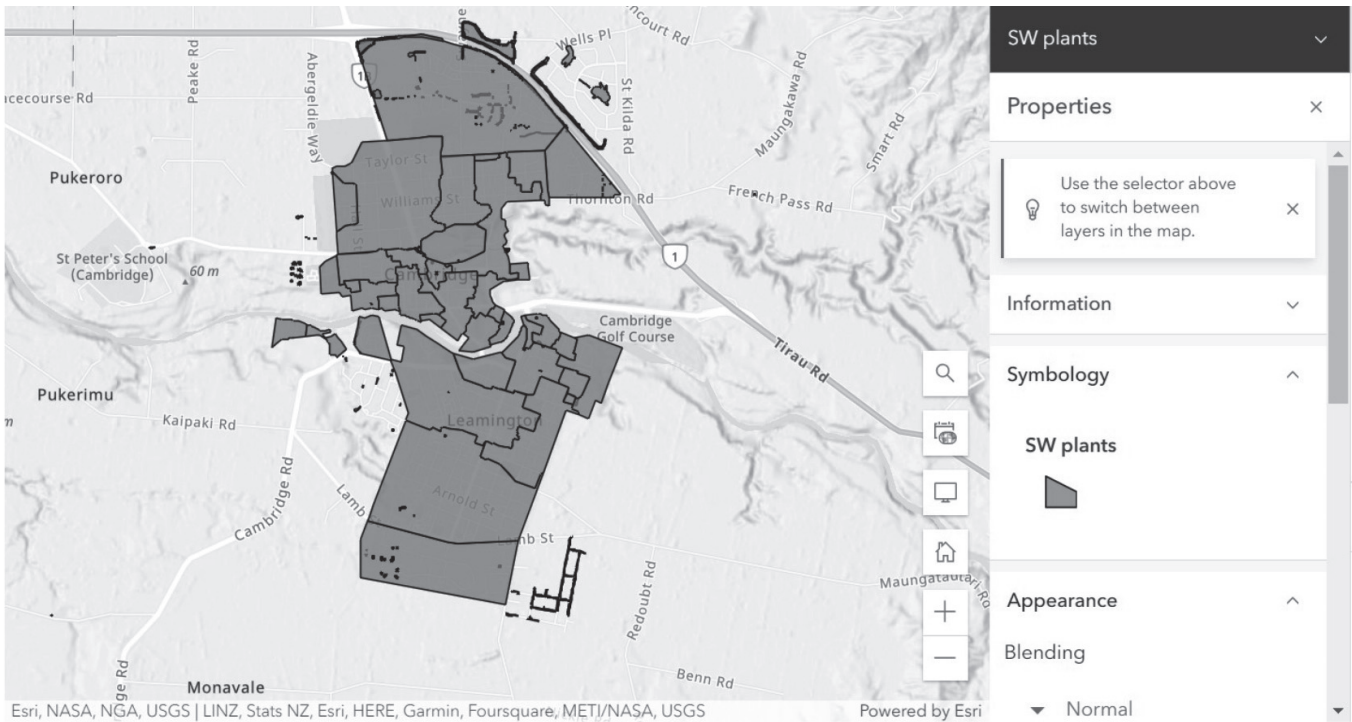 Wells Pl
ncourt Rd
1
Peake Rd
Abergeldie Way
St Kilda Rd
Maungakawa Rd
Smart Rd
acecourse Rd
Taylor St
Pukeroro
Williams St
Thornton Rd
French Pass Rd
St Peter's School
(Cambridge)
60 m
1
Cambridge
Cambridge
Golf Course
Tirau Rd
Pukerimu
Kaipaki Rd
Leamington
Cambridge Rd
Lamb
Arnold St
Lamb St
Redoubt Rd
Maungatautari Rd
Benn Rd
Monavale
Esri, NASA, NGA, USGS | LINZ, Stats NZ, Esri, HERE, Garmin, Foursquare, METI/NASA, USGS
Powered by Esri
SW plants
Properties
Use the selector above
to switch between
layers in the map.
Information
Symbology
SW plants
Appearance
Blending
Normal